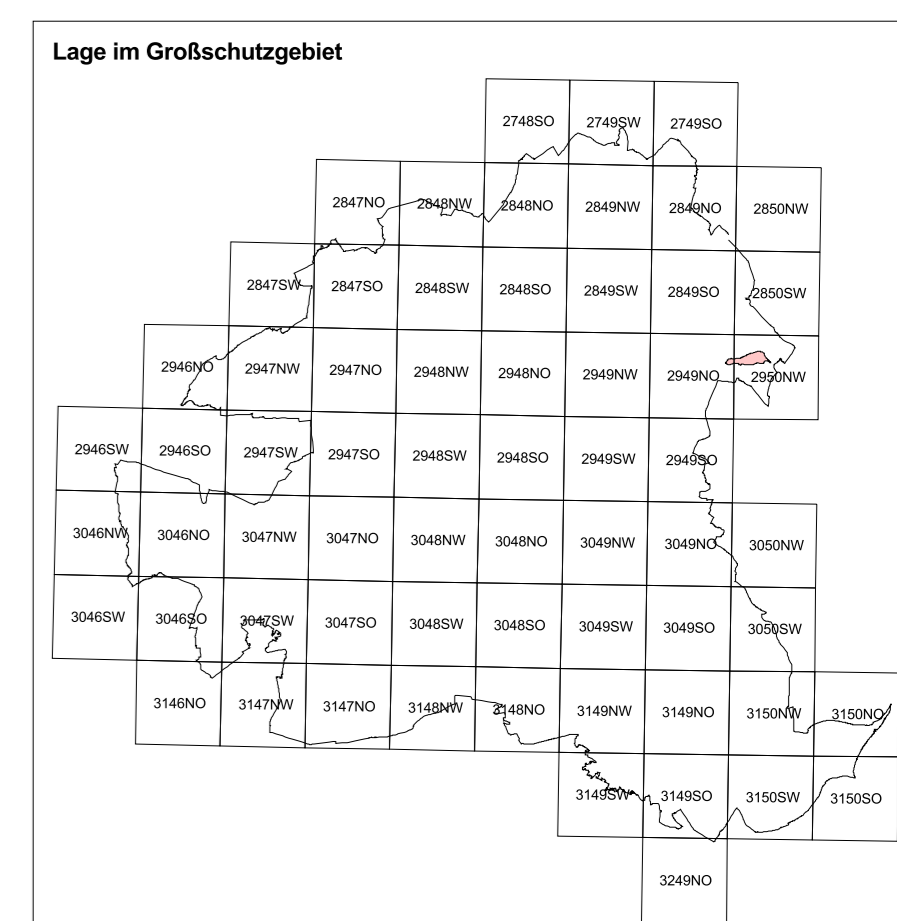 Lage im Großschutzgebiet
2748SO 2749SW 2749SO
2847NO 2848NW 2848NO 2849NW 2849NO 2850NW
2847SW 2847SO 2848SW 2848SO 2849SW 2849SO 2850SW
2946NO 2947NW 2947NO 2948NW 2948NO 2949NW 2949NO 2950NW
2946SW 2946SO 2947SW 2947SO 2948SW 2948SO 2949SW 2949SO
3046NW 3046NO 3047NW 3047NO 3048NW 3048NO 3049NW 3049NO 3050NW
3046SW 3046SO 3047SW 3047SO 3048SW 3048SO 3049SW 3049SO 3050SW
3146NO 3147NW 3147NO 3148NW 3148NO 3149NW 3149NO 3150NW 3150NO
3149SW 3149SO 3150SW 3150SO
3249NO